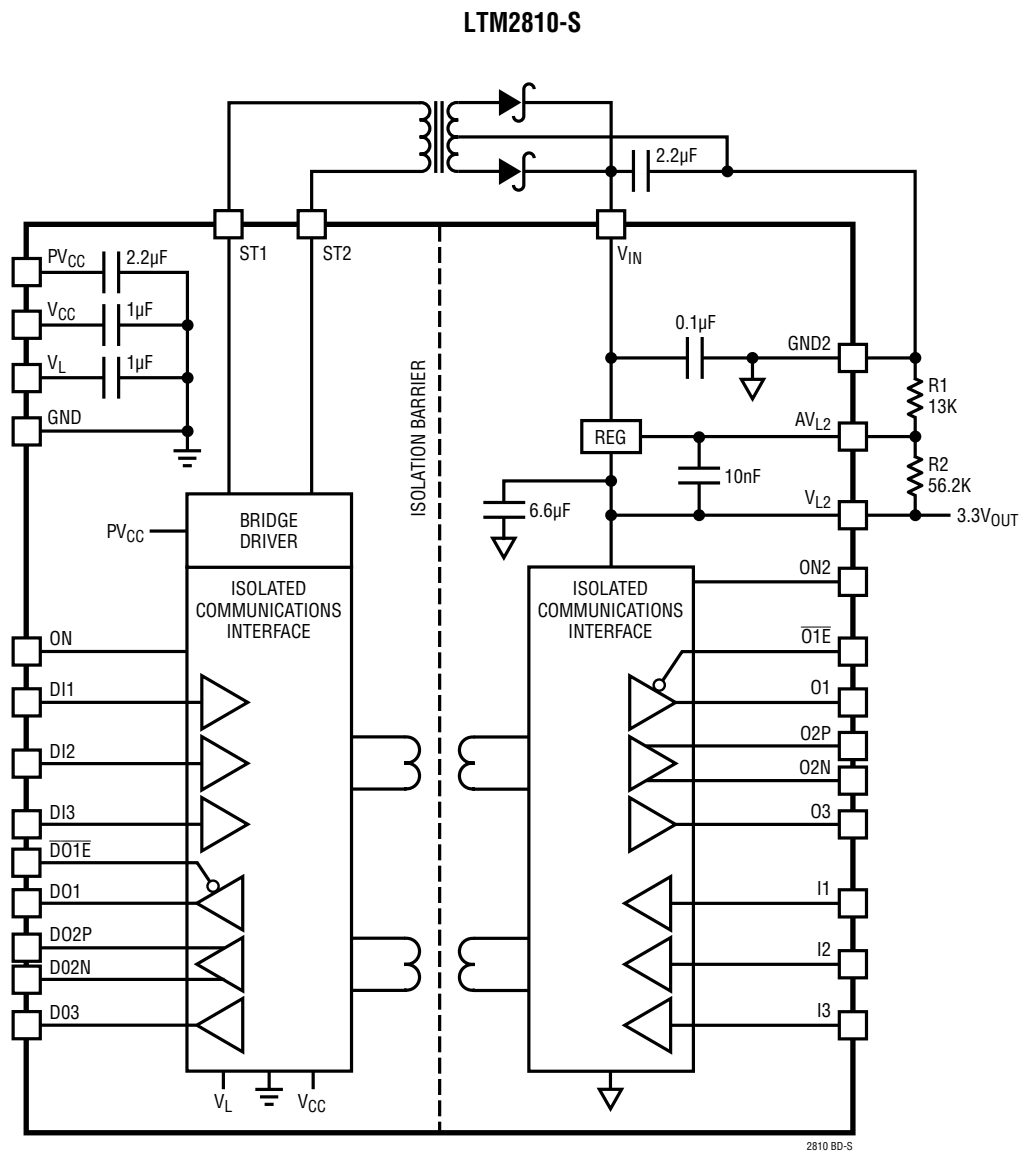 LTM2810-S
2.2µF
ST1
ST2
VIN
PVCC
2.2µF
VCC
1µF
VL
1µF
GND
0.1µF
GND2
R1
13K
AVL2
REG
R2
56.2K
10nF
VL2
3.3VOUT
6.6µF
ISOLATION BARRIER
PVCC
BRIDGE
DRIVER
ISOLATED
COMMUNICATIONS
INTERFACE
ISOLATED
COMMUNICATIONS
INTERFACE
ON2
ON
O1E
DI1
O1
DI2
O2P
O2N
DI3
O3
DO1E
DO1
I1
DO2P
DO2N
I2
DO3
I3
VL
VCC
2810 BD-S